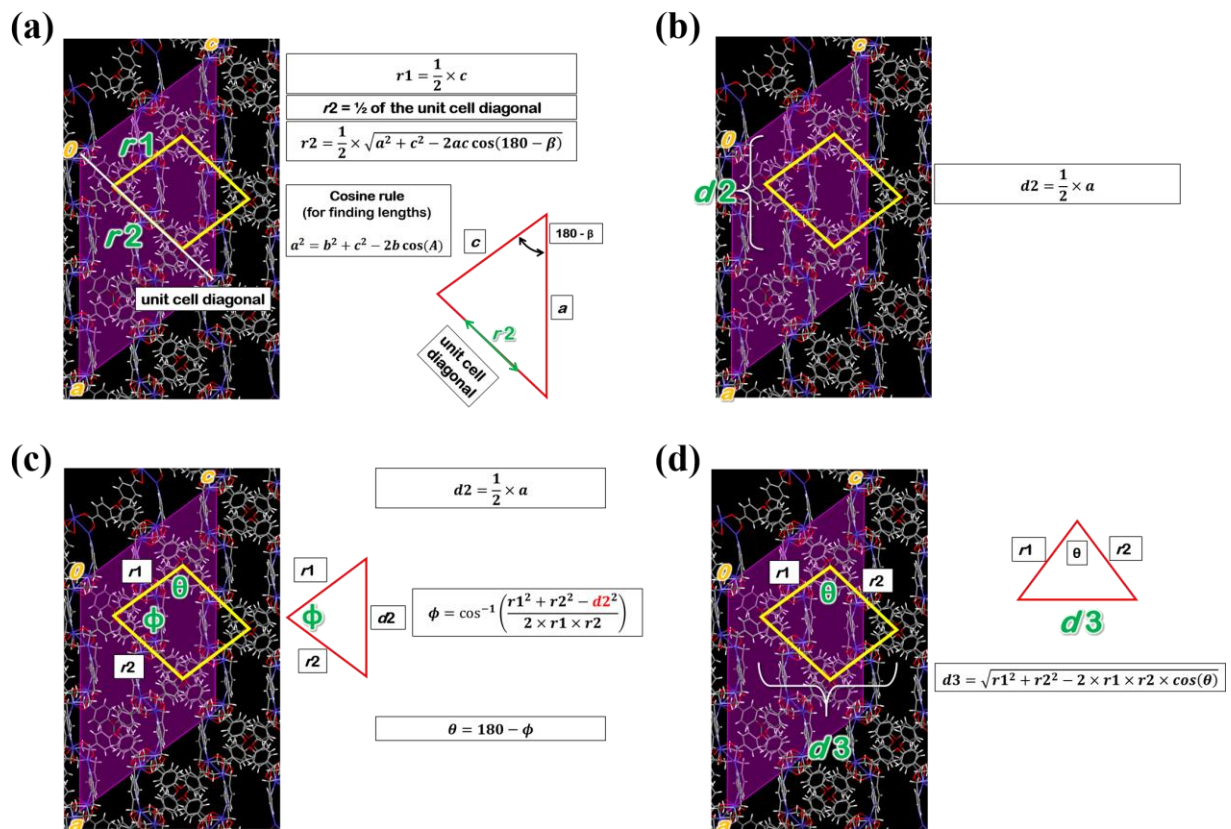 (a)
c
0
r1
r2
unit cell diagonal
a
r1 = 1/2 × c
r2 = ½ of the unit cell diagonal
r2 = 1/2 × √(a² + c² − 2ac cos(180 − β))
Cosine rule
(for finding lengths)
a² = b² + c² − 2b cos(A)
c
180 - β
a
r2
unit cell
diagonal
(b)
c
0
d2
a
d2 = 1/2 × a
(c)
c
0
r1
θ
ϕ
r2
a
d2 = 1/2 × a
r1
ϕ
d2
r2
ϕ = cos⁻¹((r1² + r2² − d2²)/(2 × r1 × r2))
θ = 180 − ϕ
(d)
c
0
r1
r2
θ
d3
a
r1
θ
r2
d3
d3 = √(r1² + r2² − 2 × r1 × r2 × cos(θ))